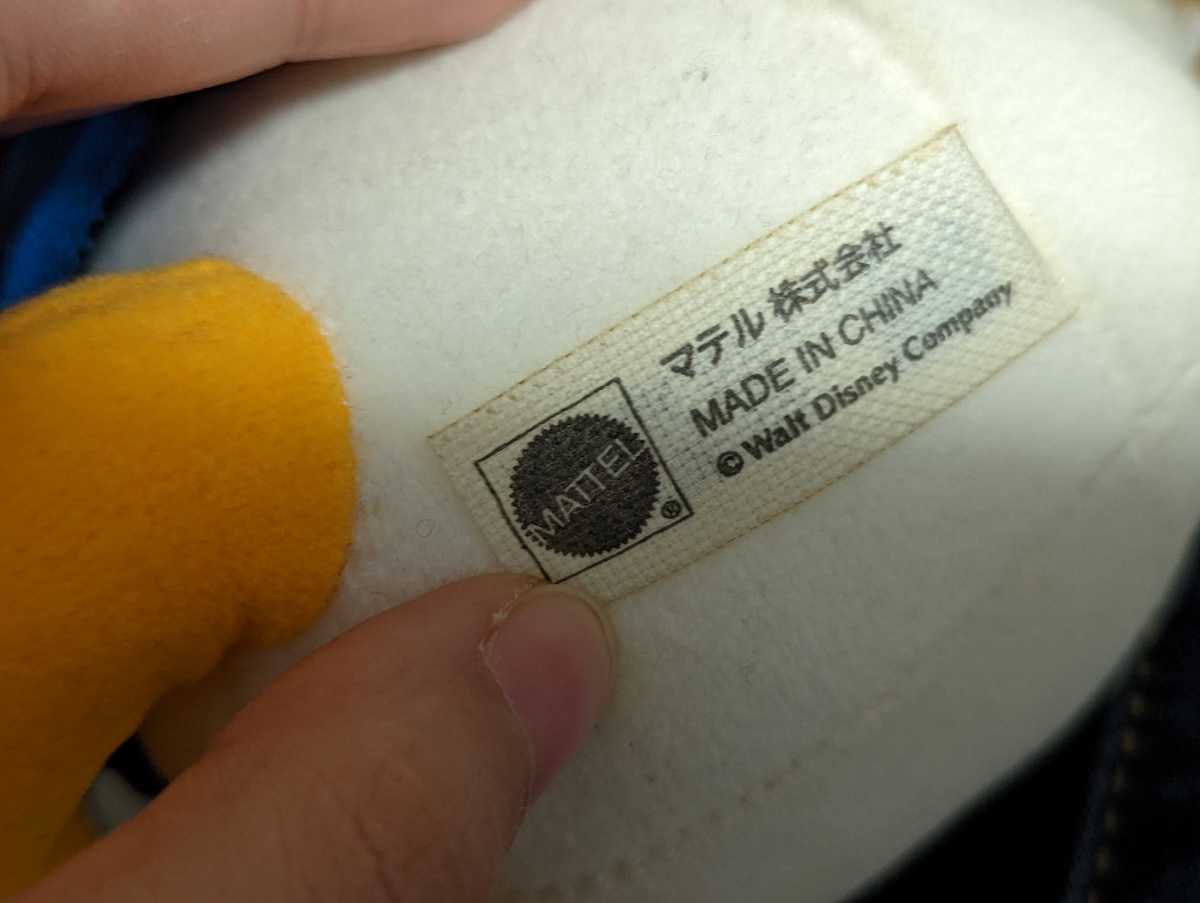 MATTEL
®
マテル 株式会社
MADE IN CHINA
© Walt Disney Company